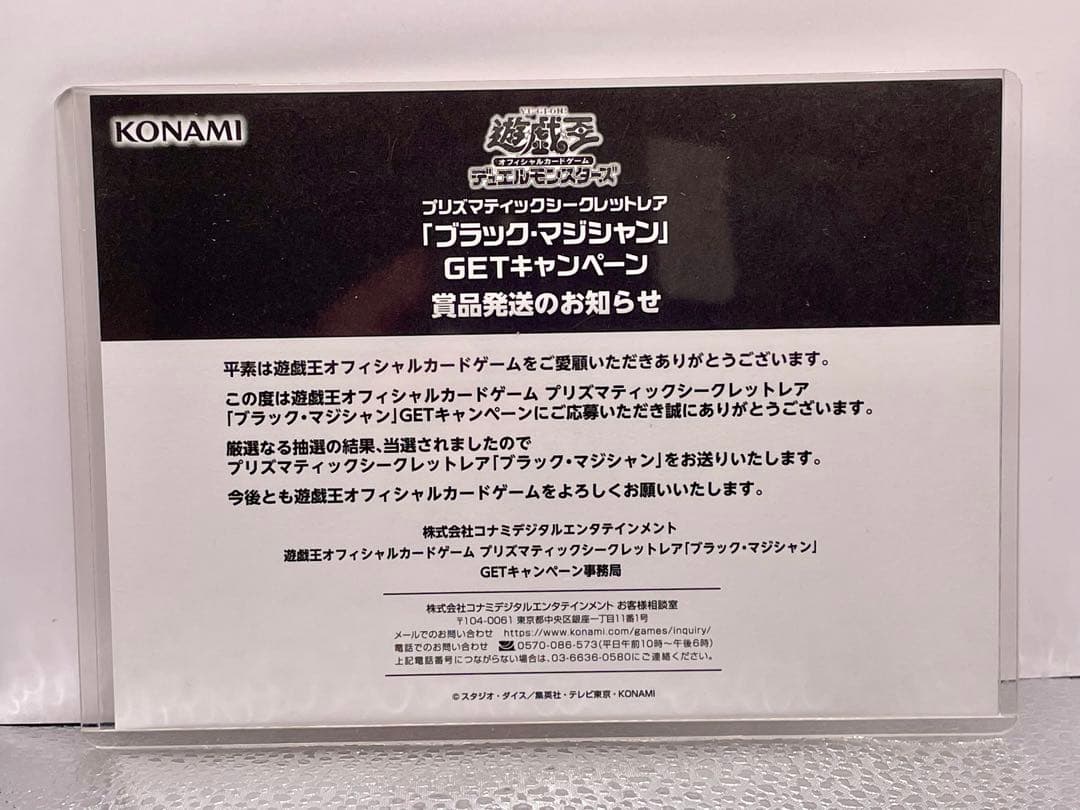 KONAMI
YU-GI-OH!
遊戯王
オフィシャルカードゲーム
デュエルモンスターズ
プリズマティックシークレットレア
「ブラック・マジシャン」
GETキャンペーン
賞品発送のお知らせ
平素は遊戯王オフィシャルカードゲームをご愛顧いただきありがとうございます。
この度は遊戯王オフィシャルカードゲーム プリズマティックシークレットレア
「ブラック・マジシャン」GETキャンペーンにご応募いただき誠にありがとうございます。
厳選なる抽選の結果、当選されましたので
プリズマティックシークレットレア「ブラック・マジシャン」をお送りいたします。
今後とも遊戯王オフィシャルカードゲームをよろしくお願いいたします。
株式会社コナミデジタルエンタテインメント
遊戯王オフィシャルカードゲーム プリズマティックシークレットレア「ブラック・マジシャン」
GETキャンペーン事務局
株式会社コナミデジタルエンタテインメント お客様相談室
〒104-0061 東京都中央区銀座一丁目11番1号
メールでのお問い合わせ https://www.konami.com/games/inquiry/
電話でのお問い合わせ 0570-086-573(平日午前10時~午後6時)
上記電話番号につながらない場合は、03-6636-0580にご連絡ください。
©スタジオ・ダイス/集英社・テレビ東京・KONAMI